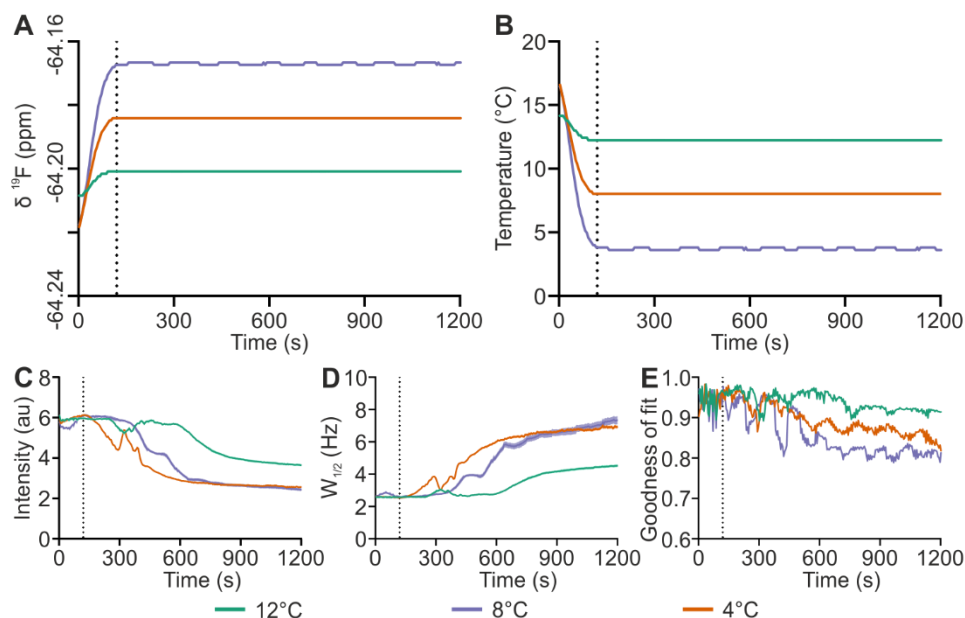 A
B
δ ¹⁹F (ppm)
-64.16
-64.20
-64.24
0 300 600 900 1200
Time (s)
Temperature (°C)
20
15
10
5
0
0 300 600 900 1200
Time (s)
C
D
E
Intensity (au)
8
6
4
2
0
0 300 600 900 1200
Time (s)
W1/2 (Hz)
10
8
6
4
2
0
0 300 600 900 1200
Time (s)
Goodness of fit
1.0
0.9
0.8
0.7
0.6
0 300 600 900 1200
Time (s)
12°C 8°C 4°C